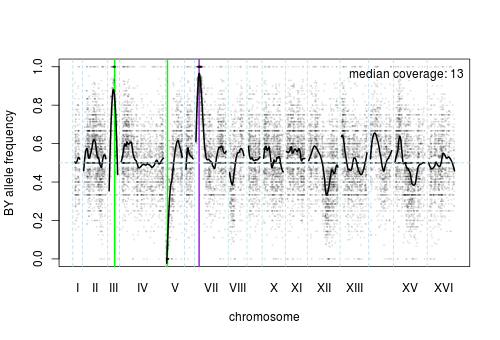 median coverage: 13
1.0
0.8
0.6
0.4
0.2
0.0
BY allele frequency
I II III IV V VII VIII X XI XII XIII XV XVI
chromosome